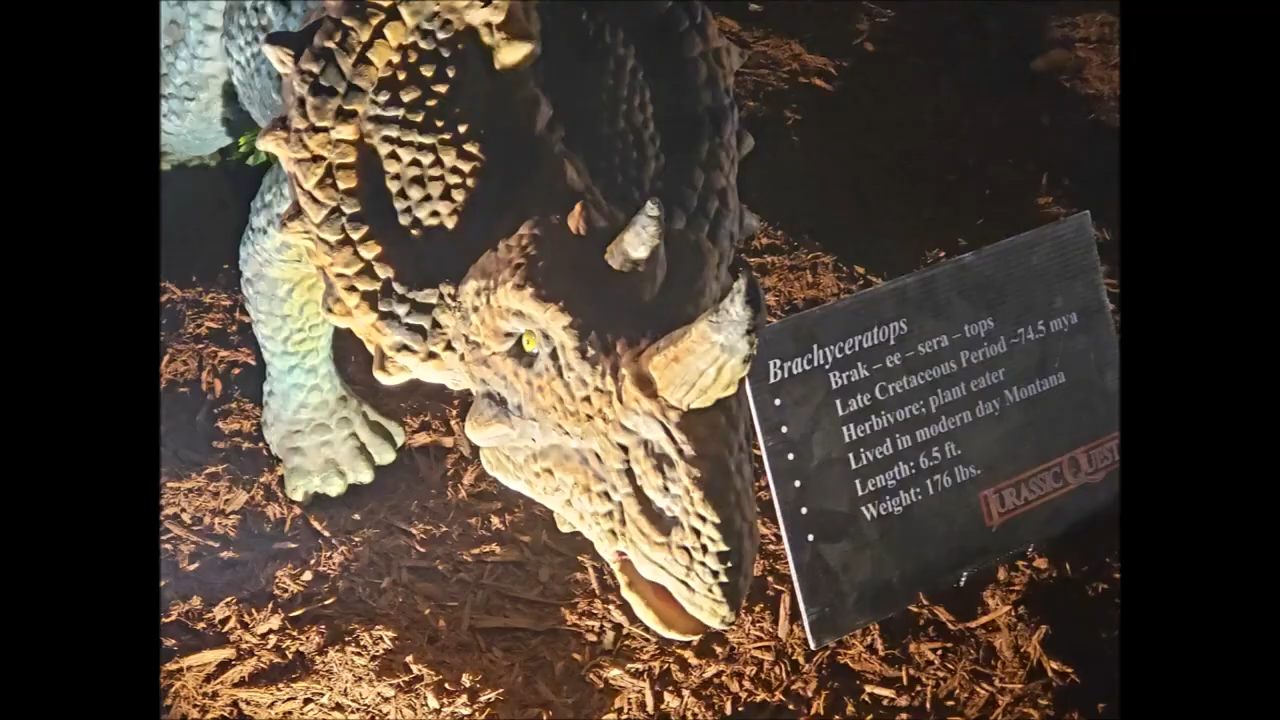 Brachyceratops
• Brak – ee – sera – tops
• Late Cretaceous Period ~74.5 mya
• Herbivore; plant eater
• Lived in modern day Montana
• Length: 6.5 ft.
• Weight: 176 lbs.
JURASSIC QUEST